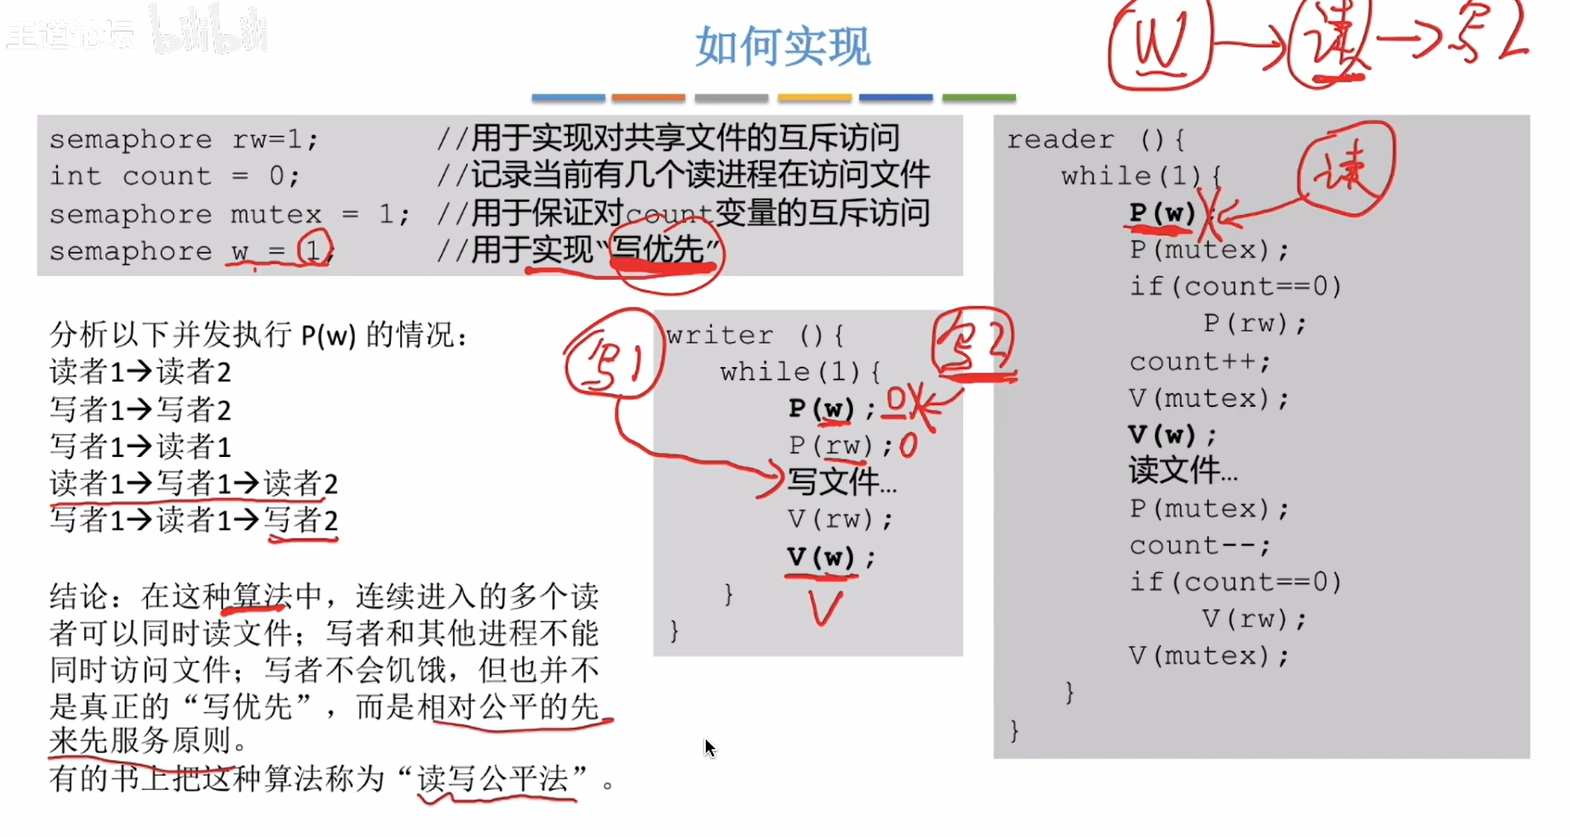 王道论坛 bilibili
如何实现
W → 读 → 写2
semaphore rw=1; //用于实现对共享文件的互斥访问
int count = 0; //记录当前有几个读进程在访问文件
semaphore mutex = 1; //用于保证对count变量的互斥访问
semaphore w = 1; //用于实现“写优先”
分析以下并发执行 P(w) 的情况：
读者1→读者2
写者1→写者2
写者1→读者1
读者1→写者1→读者2
写者1→读者1→写者2
结论：在这种算法中，连续进入的多个读
者可以同时读文件；写者和其他进程不能
同时访问文件；写者不会饥饿，但也并不
是真正的“写优先”，而是相对公平的先
来先服务原则。
有的书上把这种算法称为“读写公平法”。
写1
写2
writer (){
while(1){
P(w); 0
P(rw); 0
写文件…
V(rw);
V(w);
V
}
}
reader (){
while(1){
读
P(w)
P(mutex);
if(count==0)
P(rw);
count++;
V(mutex);
V(w);
读文件…
P(mutex);
count--;
if(count==0)
V(rw);
V(mutex);
}
}